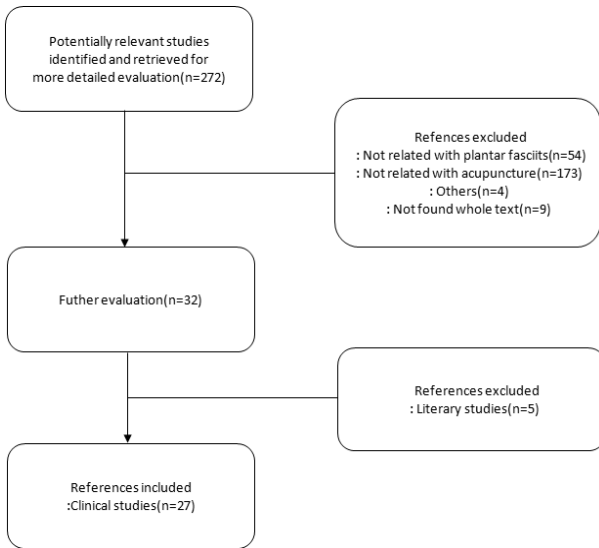 Potentially relevant studies
identified and retrieved for
more detailed evaluation(n=272)
Refences excluded
: Not related with plantar fasciits(n=54)
: Not related with acupuncture(n=173)
: Others(n=4)
: Not found whole text(n=9)
Futher evaluation(n=32)
References excluded
: Literary studies(n=5)
References included
:Clinical studies(n=27)